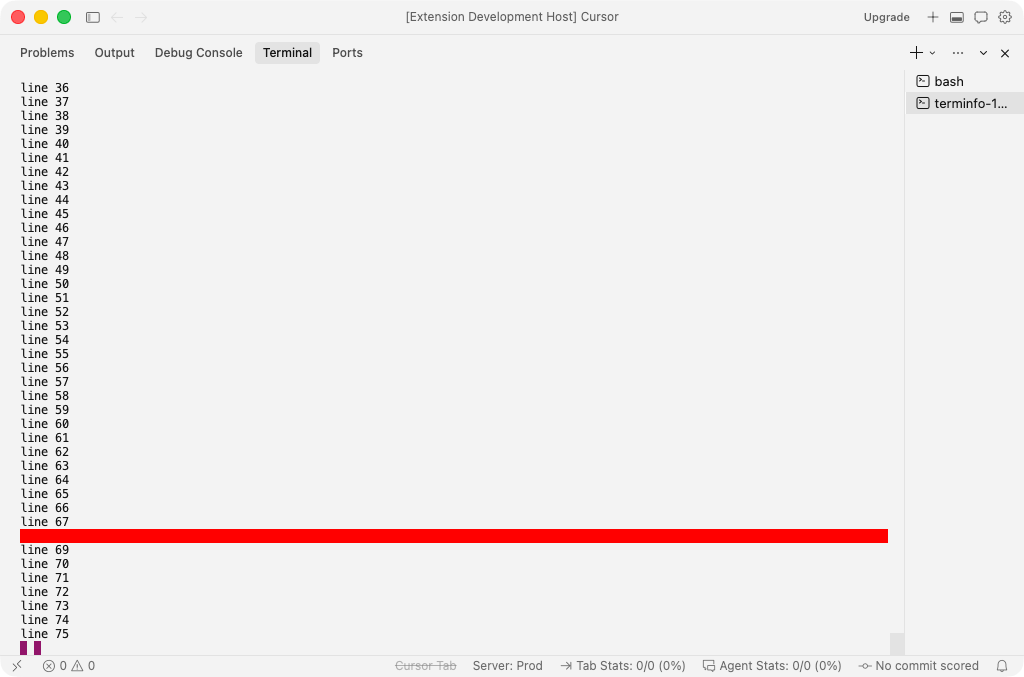 [Extension Development Host] Cursor
Upgrade
Problems Output Debug Console Terminal Ports
bash
terminfo-1...
line 36
line 37
line 38
line 39
line 40
line 41
line 42
line 43
line 44
line 45
line 46
line 47
line 48
line 49
line 50
line 51
line 52
line 53
line 54
line 55
line 56
line 57
line 58
line 59
line 60
line 61
line 62
line 63
line 64
line 65
line 66
line 67
line 69
line 70
line 71
line 72
line 73
line 74
line 75
0 0 Cursor Tab Server: Prod Tab Stats: 0/0 (0%) Agent Stats: 0/0 (0%) No commit scored